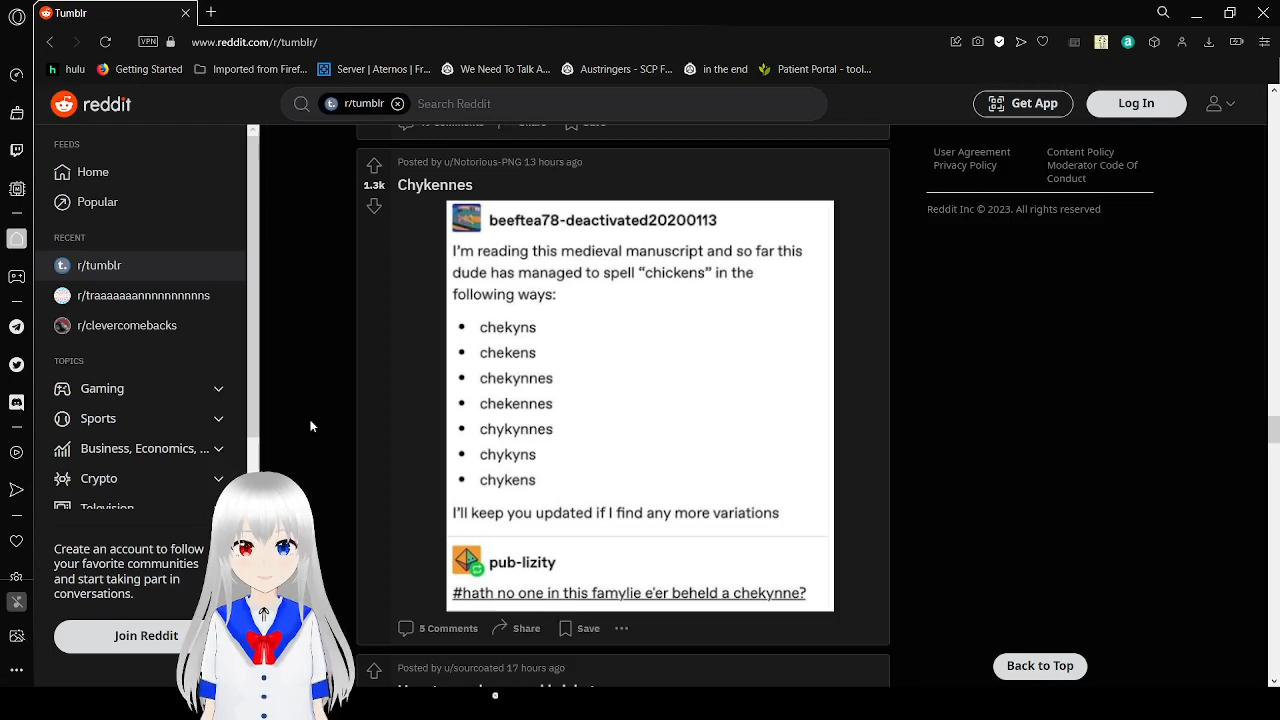 Tumblr
VPN
www.reddit.com/r/tumblr/
hulu
Getting Started
Imported from Firef...
Server | Aternos | Fr...
We Need To Talk A...
Austringers - SCP F...
in the end
Patient Portal - tool...
reddit
r/tumblr
Search Reddit
Get App
Log In
FEEDS
Home
Popular
RECENT
r/tumblr
r/traaaaaaannnnnnnnns
r/clevercomebacks
TOPICS
Gaming
Sports
Business, Economics, ...
Crypto
Television
Create an account to follow
your favorite communities
and start taking part in
conversations.
Join Reddit
Share
Save
Posted by u/Notorious-PNG 13 hours ago
1.3k
Chykennes
beeftea78-deactivated20200113
I'm reading this medieval manuscript and so far this
dude has managed to spell “chickens” in the
following ways:
• chekyns
• chekens
• chekynnes
• chekennes
• chykynnes
• chykyns
• chykens
I'll keep you updated if I find any more variations
pub-lizity
#hath no one in this famylie e'er beheld a chekynne?
5 Comments
Share
Save
Posted by u/sourcoated 17 hours ago
User Agreement
Privacy Policy
Content Policy
Moderator Code Of
Conduct
Reddit Inc © 2023. All rights reserved
Back to Top